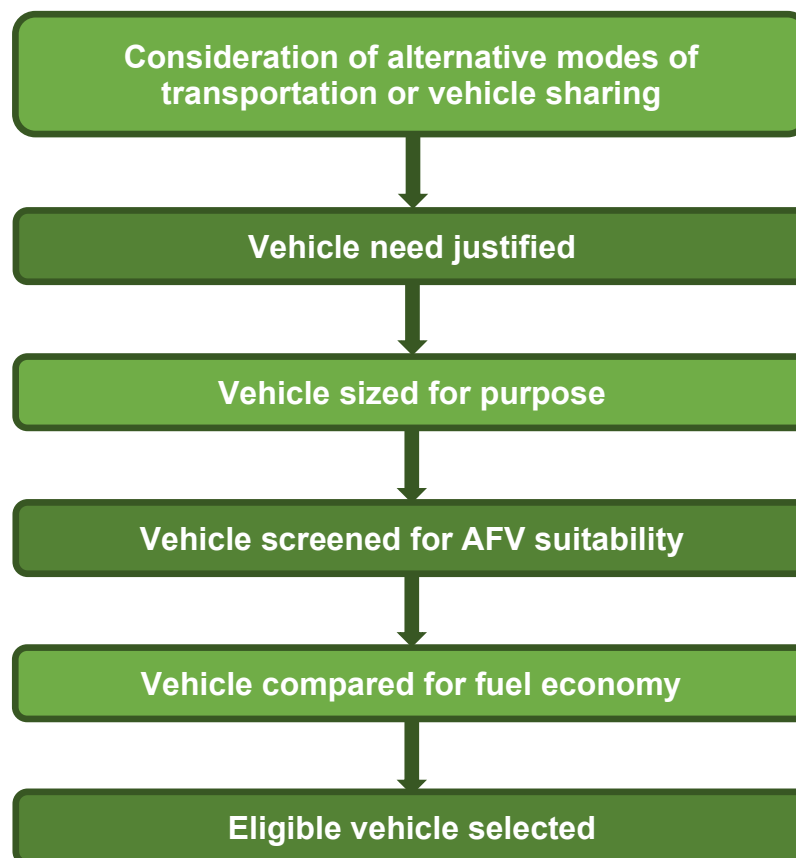 Consideration of alternative modes of
transportation or vehicle sharing
Vehicle need justified
Vehicle sized for purpose
Vehicle screened for AFV suitability
Vehicle compared for fuel economy
Eligible vehicle selected